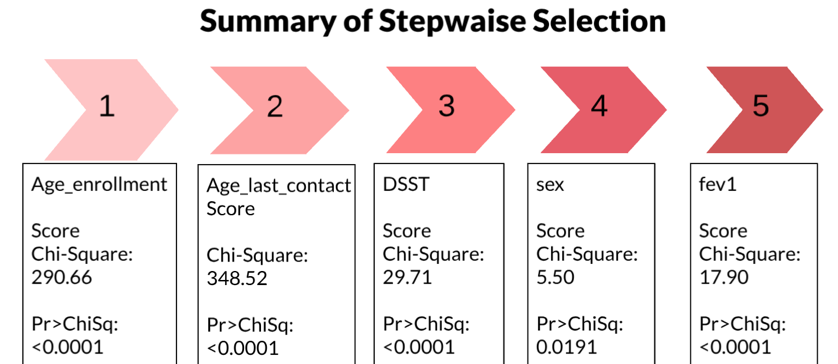 Summary of Stepwaise Selection
1
2
3
4
5
Age_enrollment
Score
Chi-Square:
290.66
Pr>ChiSq:
<0.0001
Age_last_contact
Score
Chi-Square:
348.52
Pr>ChiSq:
<0.0001
DSST
Score
Chi-Square:
29.71
Pr>ChiSq:
<0.0001
sex
Score
Chi-Square:
5.50
Pr>ChiSq:
0.0191
fev1
Score
Chi-Square:
17.90
Pr>ChiSq:
<0.0001